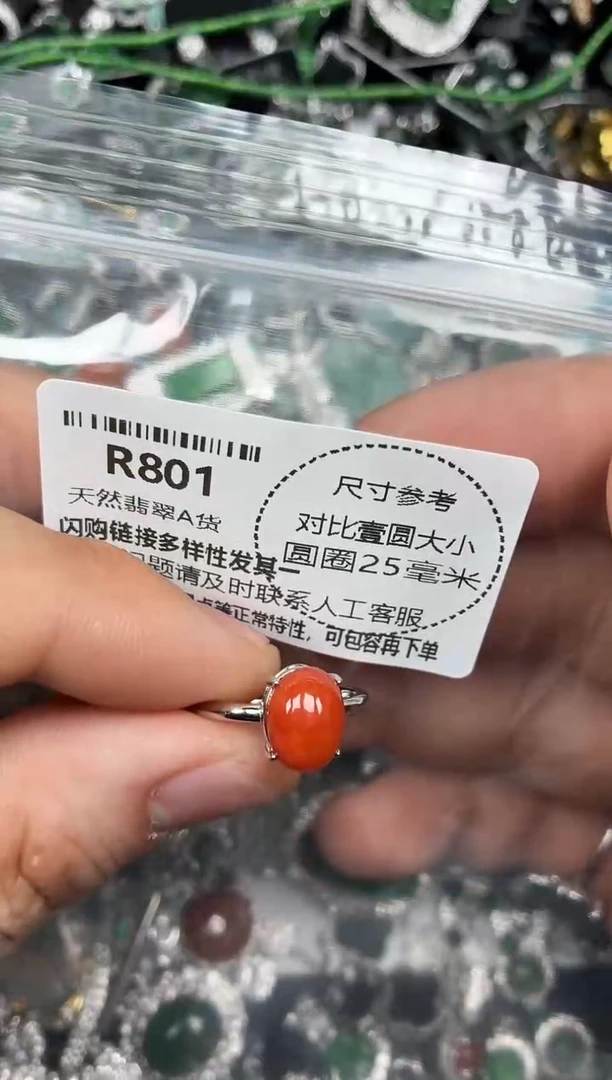 R801
天然翡翠A货
闪购链接多样性发其一
问题请及时联系人工客服
等正常特性，可包容再下单
尺寸参考
对比壹圆大小
圆圈25毫米